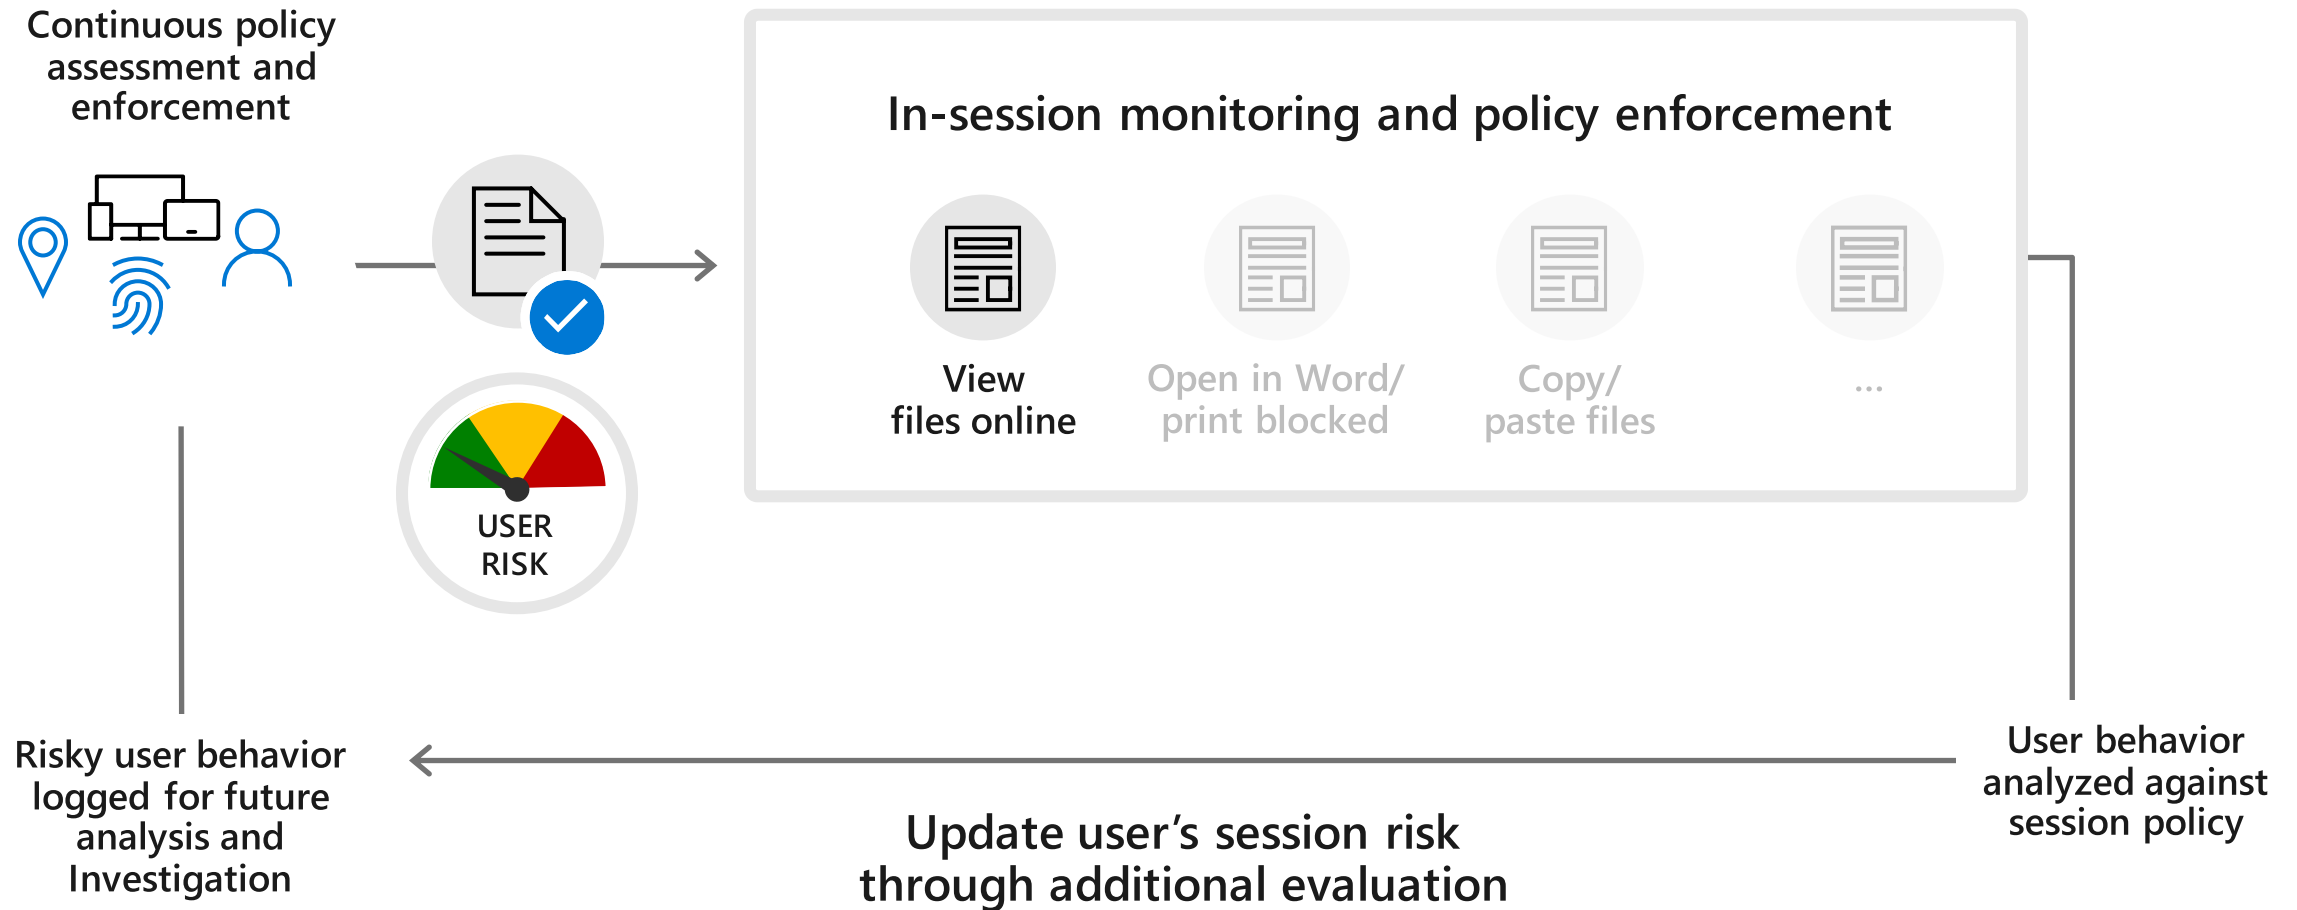 Continuous policy
assessment and
enforcement
In-session monitoring and policy enforcement
View
files online
Open in Word/
print blocked
Copy/
paste files
...
USER
RISK
Risky user behavior
logged for future
analysis and
Investigation
Update user’s session risk
through additional evaluation
User behavior
analyzed against
session policy